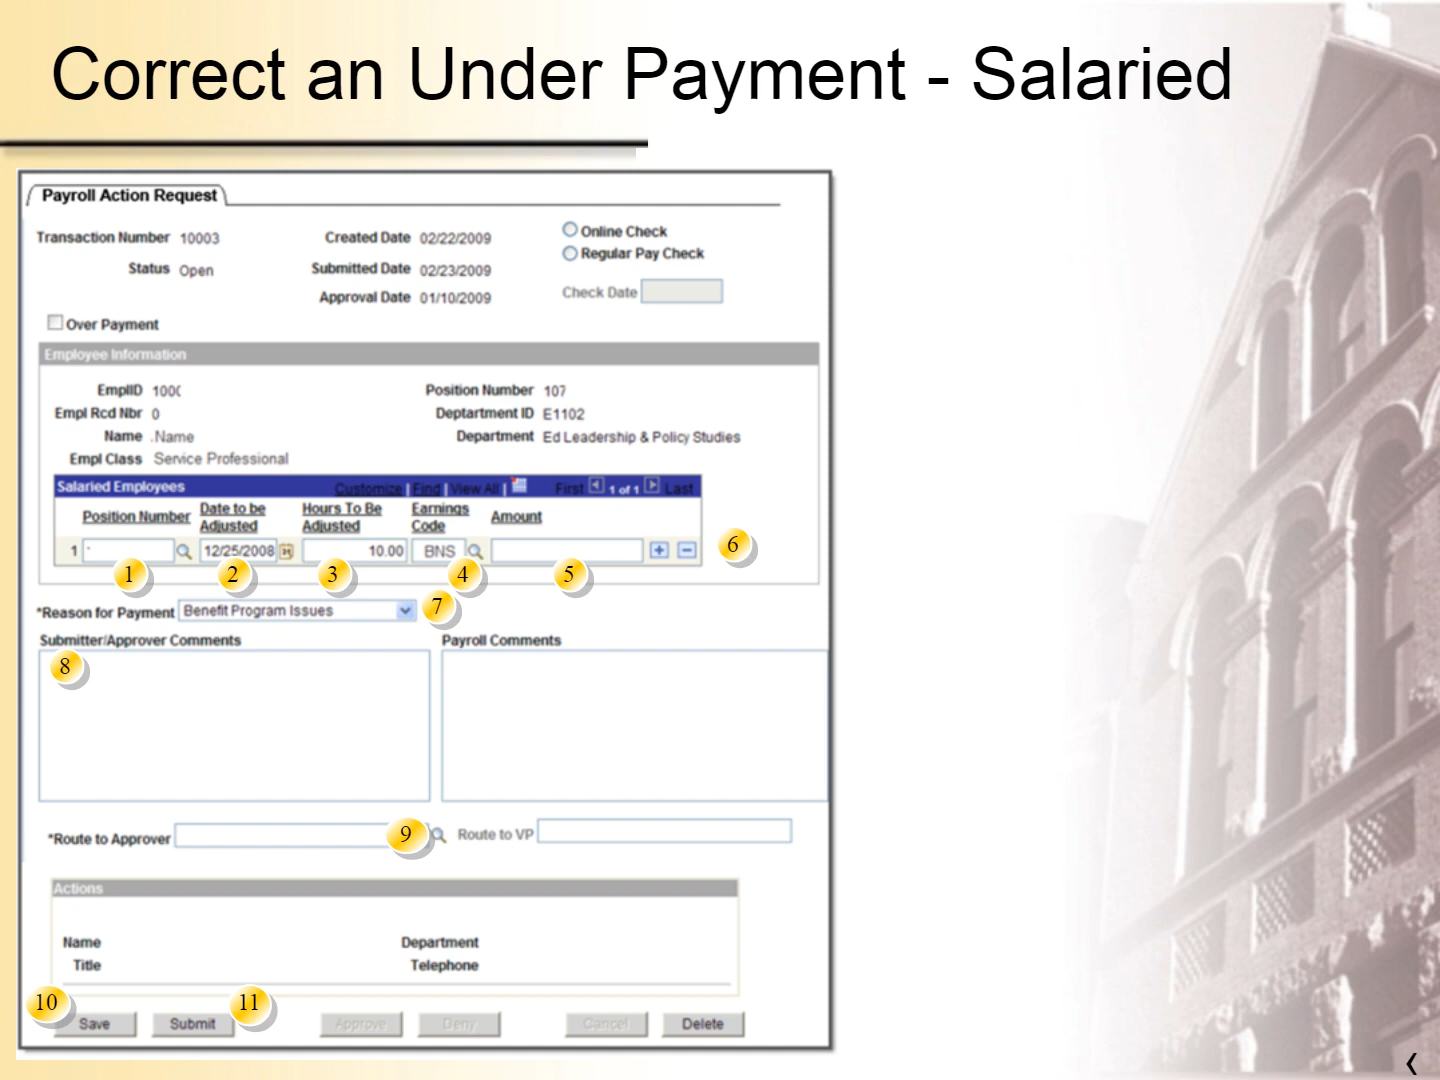 Correct an Under Payment - Salaried
Payroll Action Request
Transaction Number 10003 Created Date 02/22/2009 Online Check
Regular Pay Check
Status Open Submitted Date 02/23/2009
Approval Date 01/10/2009 Check Date
Over Payment
Employee Information
EmplID 100 Position Number 107
Empl Rcd Nbr 0 Deptartment ID E1102
Name .Name Department Ed Leadership & Policy Studies
Empl Class Service Professional
Salaried Employees Customize | Find | View All | First 1 of 1 Last
Position Number Date to be Adjusted Hours To Be Adjusted Earnings Code Amount
1 12/25/2008 10.00 BNS + − 6
1 2 3 4 5
*Reason for Payment Benefit Program Issues 7
Submitter/Approver Comments Payroll Comments
8
*Route to Approver 9 Route to VP
Actions
Name Department
Title Telephone
10 11
Save Submit Approve Deny Cancel Delete